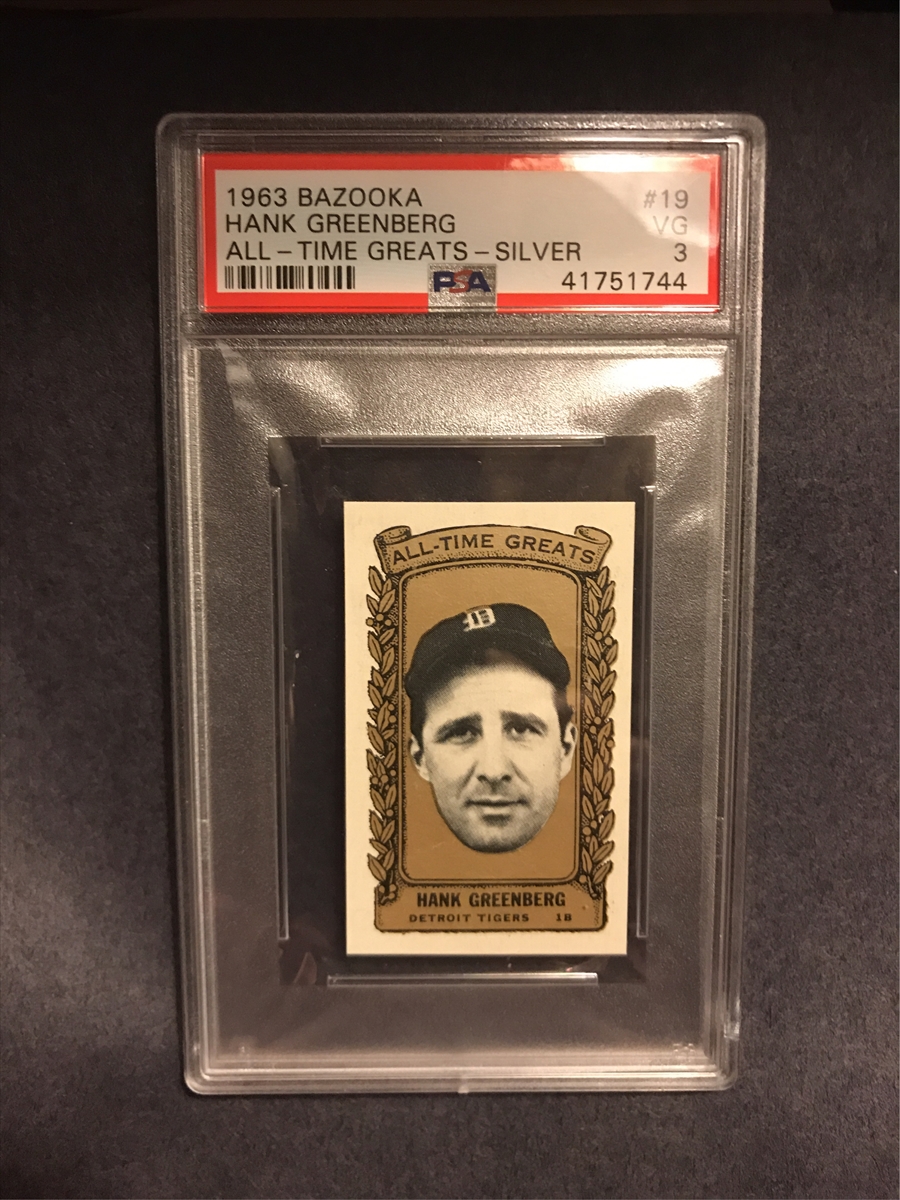 1963 BAZOOKA #19
HANK GREENBERG VG
ALL-TIME GREATS-SILVER 3
PSA 41751744
ALL-TIME GREATS
D
HANK GREENBERG
DETROIT TIGERS 1B